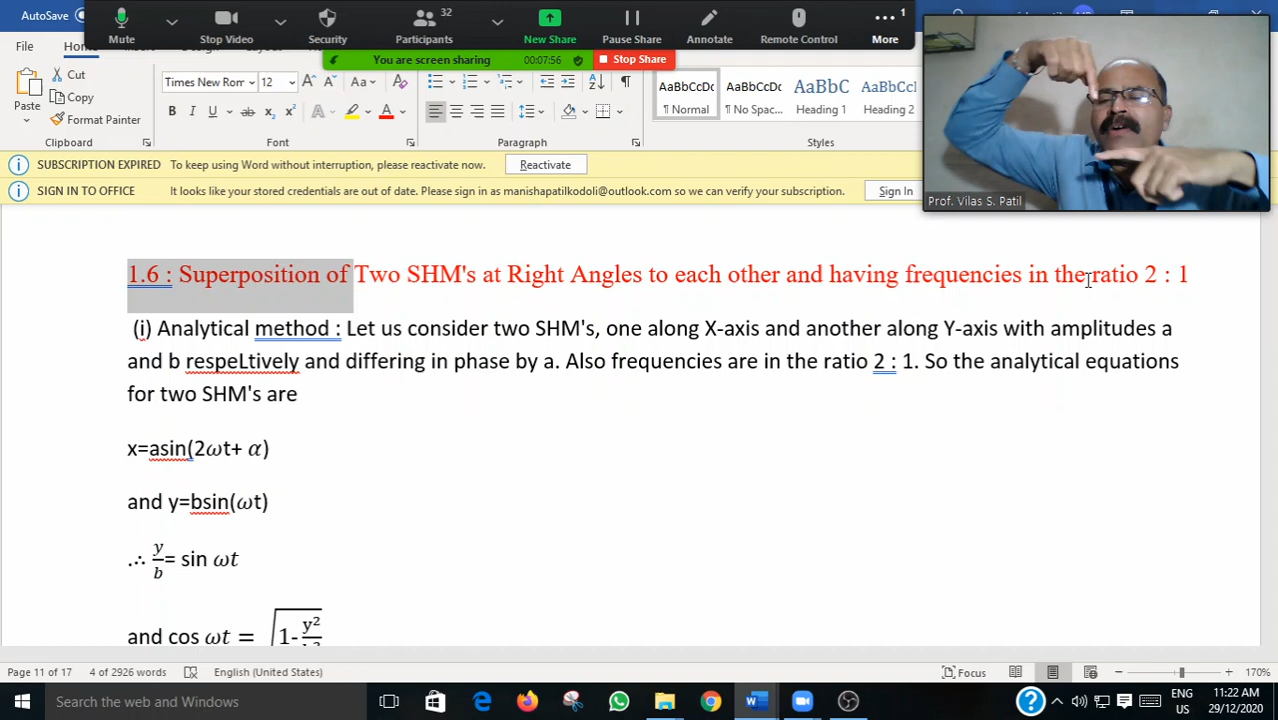 AutoSave
32
1
Mute
Stop Video
Security
Participants
New Share
Pause Share
Annotate
Remote Control
More
You are screen sharing
00:07:56
Stop Share
File
Paste
Cut
Copy
Format Painter
Times New Rom
12
Font
Paragraph
AaBbCcDc AaBbCcDc AaBbC AaBbCcI
Normal
No Spac...
Heading 1
Heading 2
SUBSCRIPTION EXPIRED To keep using Word without interruption, please reactivate now. Reactivate
SIGN IN TO OFFICE It looks like your stored credentials are out of date. Please sign in as manishapatilkodoli@outlook.com so we can verify your subscription. Sign In
Prof. Vilas S. Patil
1.6 : Superposition of Two SHM's at Right Angles to each other and having frequencies in the ratio 2 : 1
(i) Analytical method : Let us consider two SHM's, one along X-axis and another along Y-axis with amplitudes a
and b respeLtively and differing in phase by a. Also frequencies are in the ratio 2 : 1. So the analytical equations
for two SHM's are
x=asin(2ωt+ α)
and y=bsin(ωt)
∴ y/b= sin ωt
and cos ωt = √1-y²
Page 11 of 17 4 of 2926 words English (United States) Focus 170%
Search the web and Windows
ENG
US
11:22 AM
29/12/2020